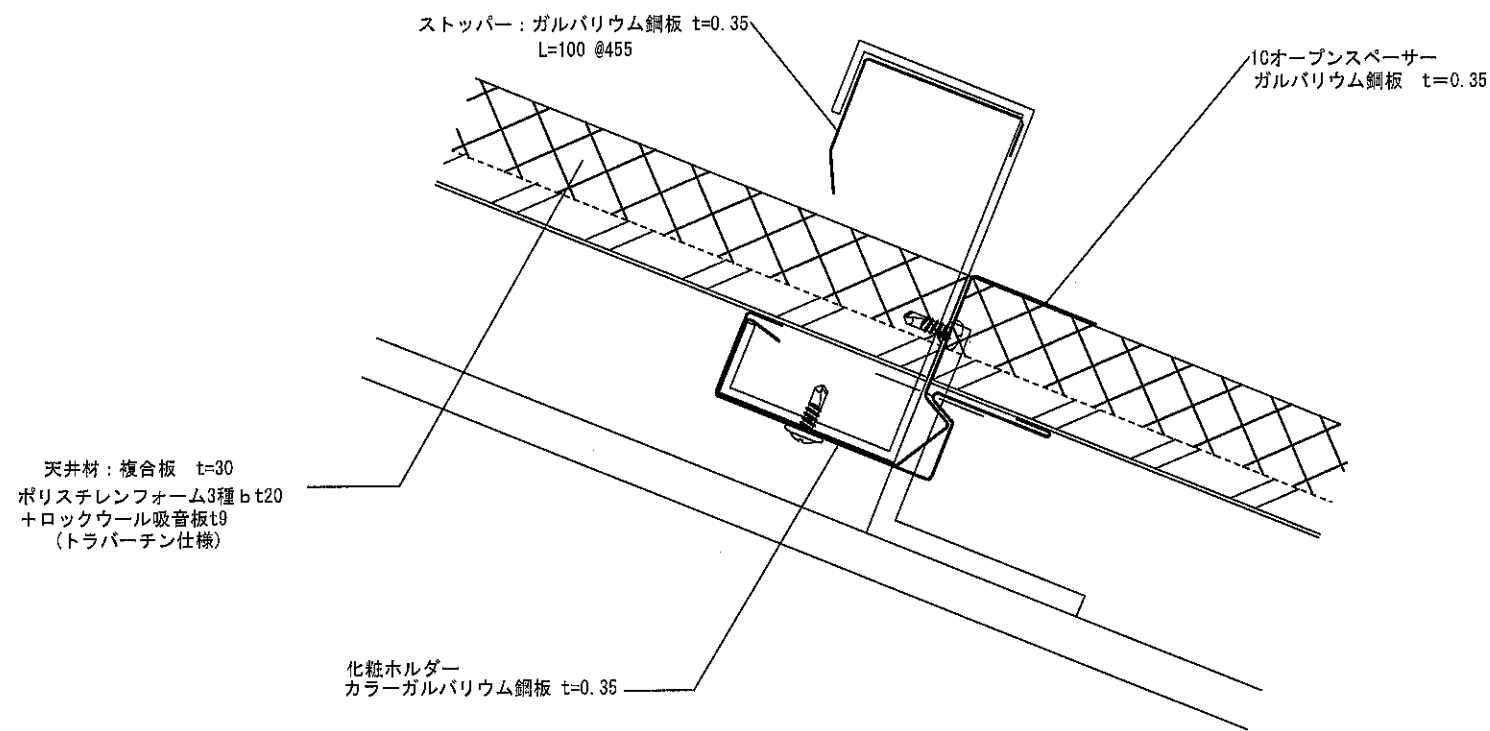 ストッパー：ガルバリウム鋼板 t=0.35
L=100 @455
1Cオープンスペーサー
ガルバリウム鋼板 t=0.35
天井材：複合板 t=30
ポリスチレンフォーム3種ｂt20
＋ロックウール吸音板t9
(トラバーチン仕様)
化粧ホルダー
カラーガルバリウム鋼板 t=0.35